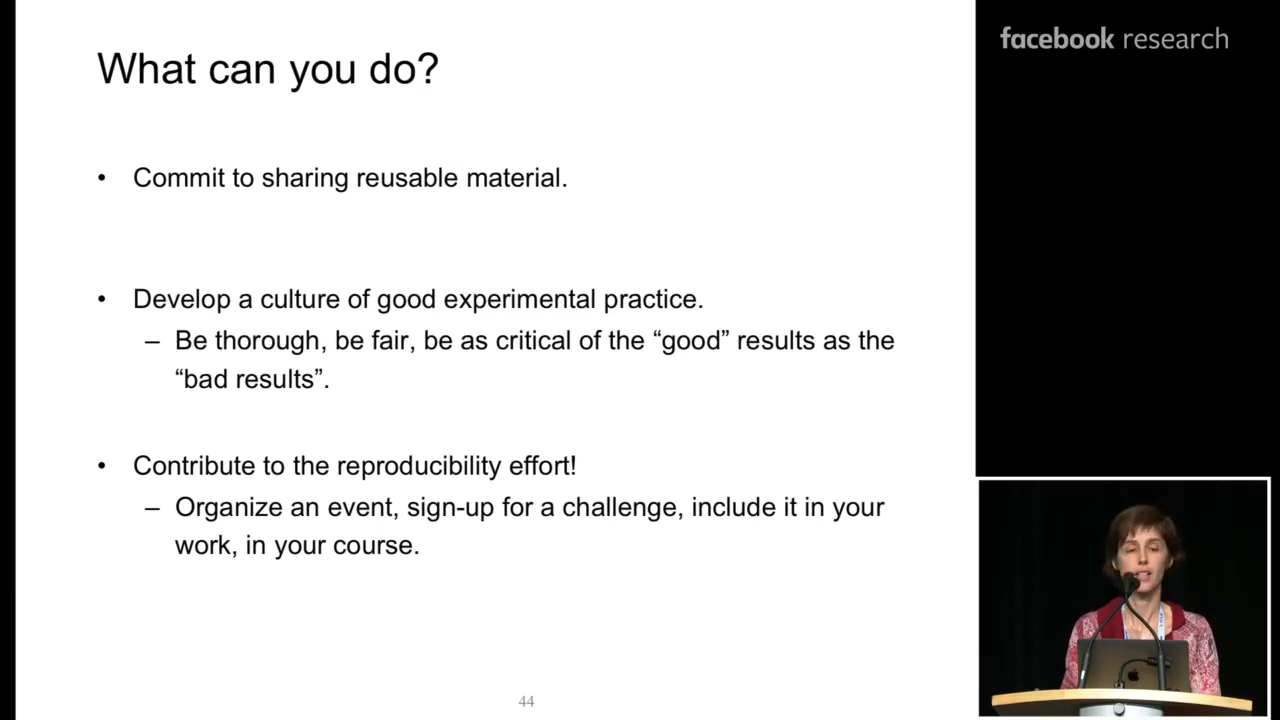 What can you do?
facebook research
• Commit to sharing reusable material.
• Develop a culture of good experimental practice.
– Be thorough, be fair, be as critical of the “good” results as the
“bad results”.
• Contribute to the reproducibility effort!
– Organize an event, sign-up for a challenge, include it in your
work, in your course.
44